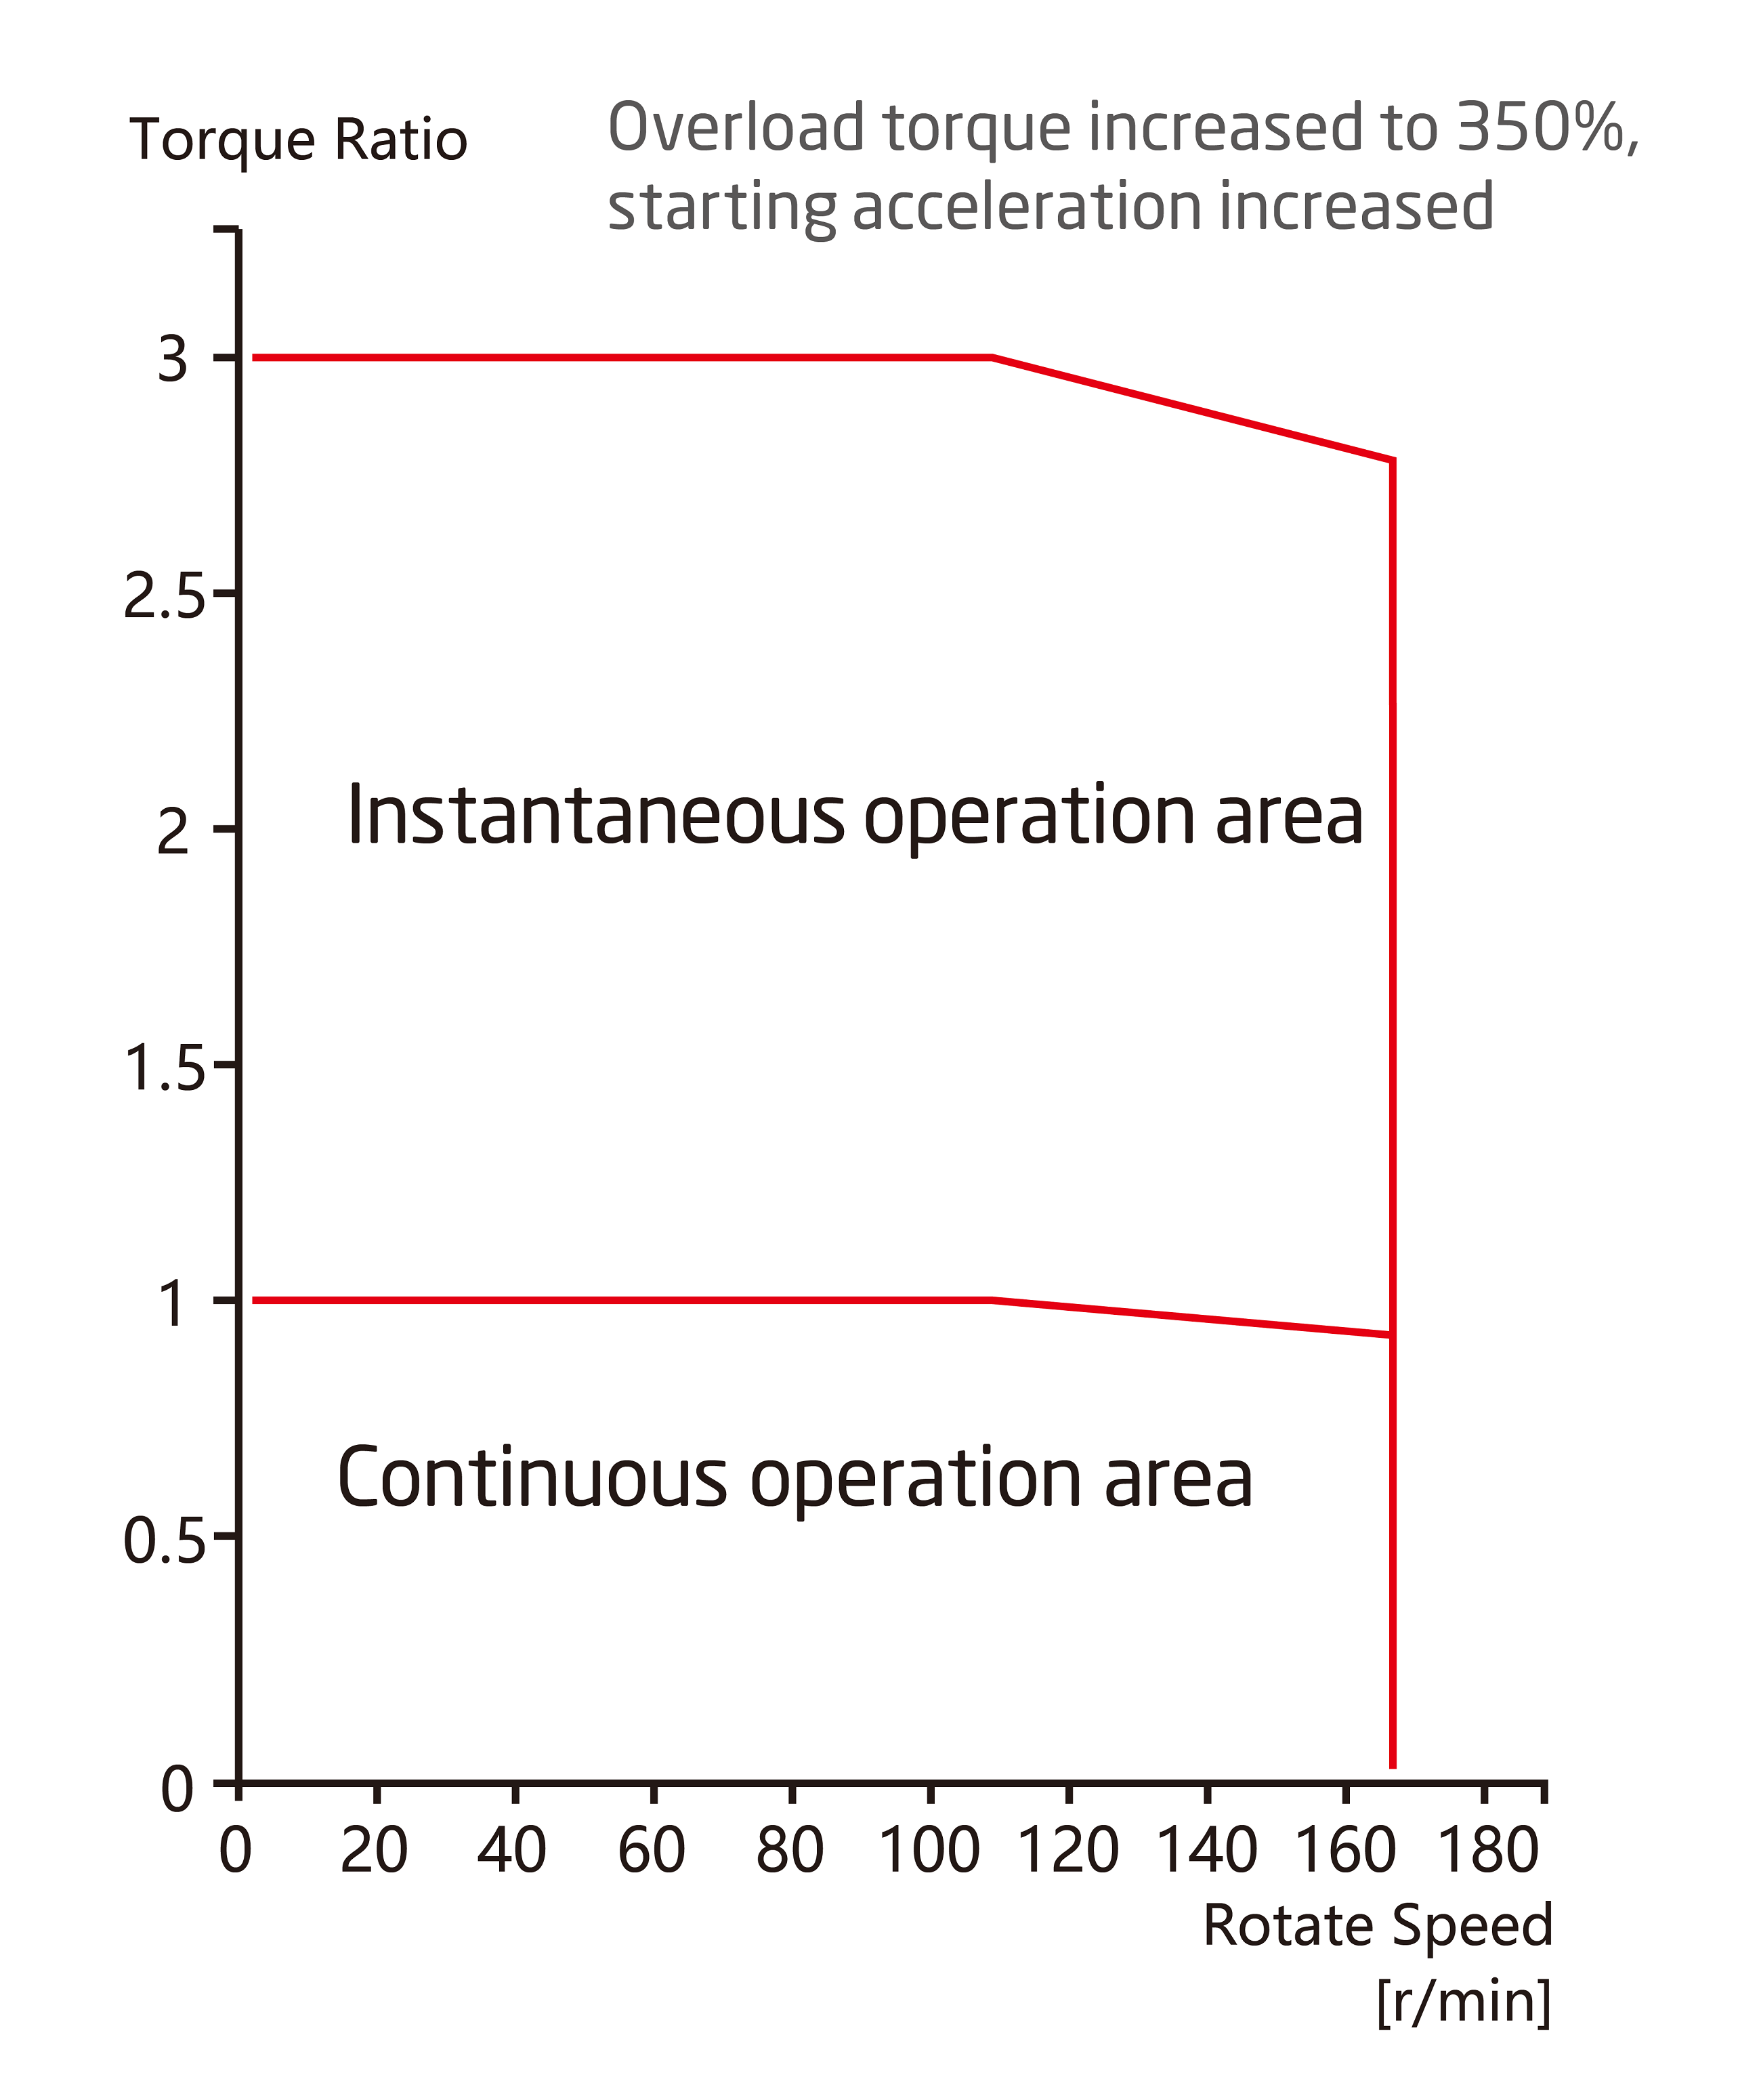 Torque Ratio
Overload torque increased to 350%,
starting acceleration increased
3
2.5
2
1.5
1
0.5
0
Instantaneous operation area
Continuous operation area
0 20 40 60 80 100 120 140 160 180
Rotate Speed
[r/min]